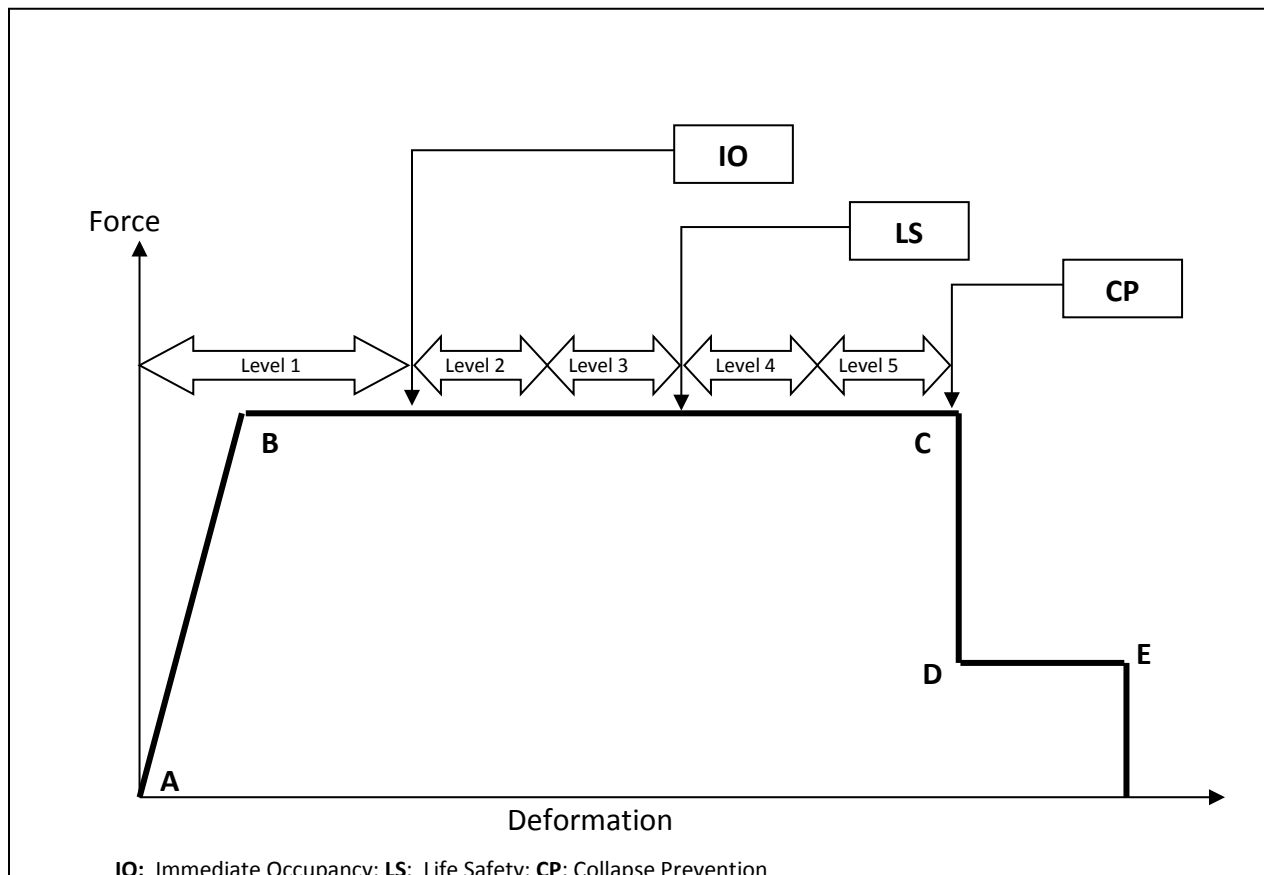 IO
Force
LS
CP
Level 1
Level 2
Level 3
Level 4
Level 5
B
C
D
E
A
Deformation
IO: Immediate Occupancy; LS: Life Safety; CP: Collapse Prevention